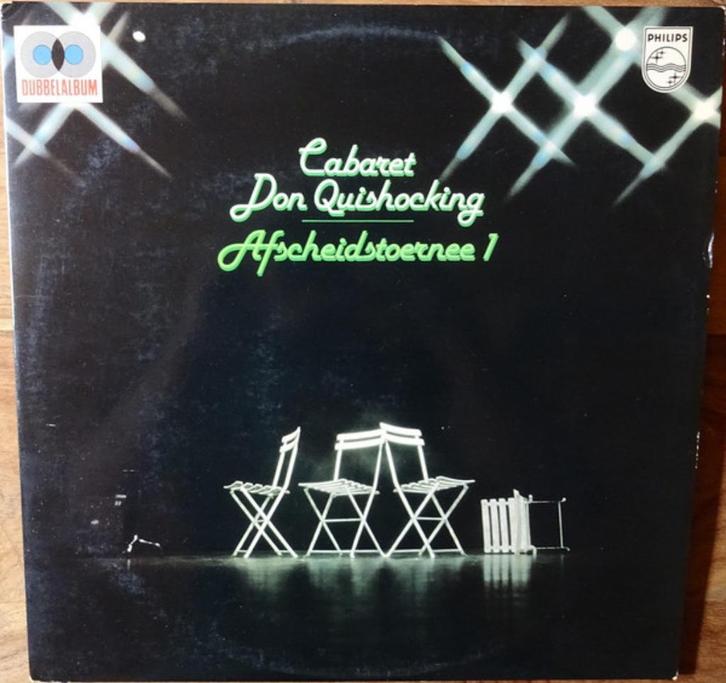 DUBBELALBUM
PHILIPS
Cabaret
Don Quishocking
Afscheidstoernee 1